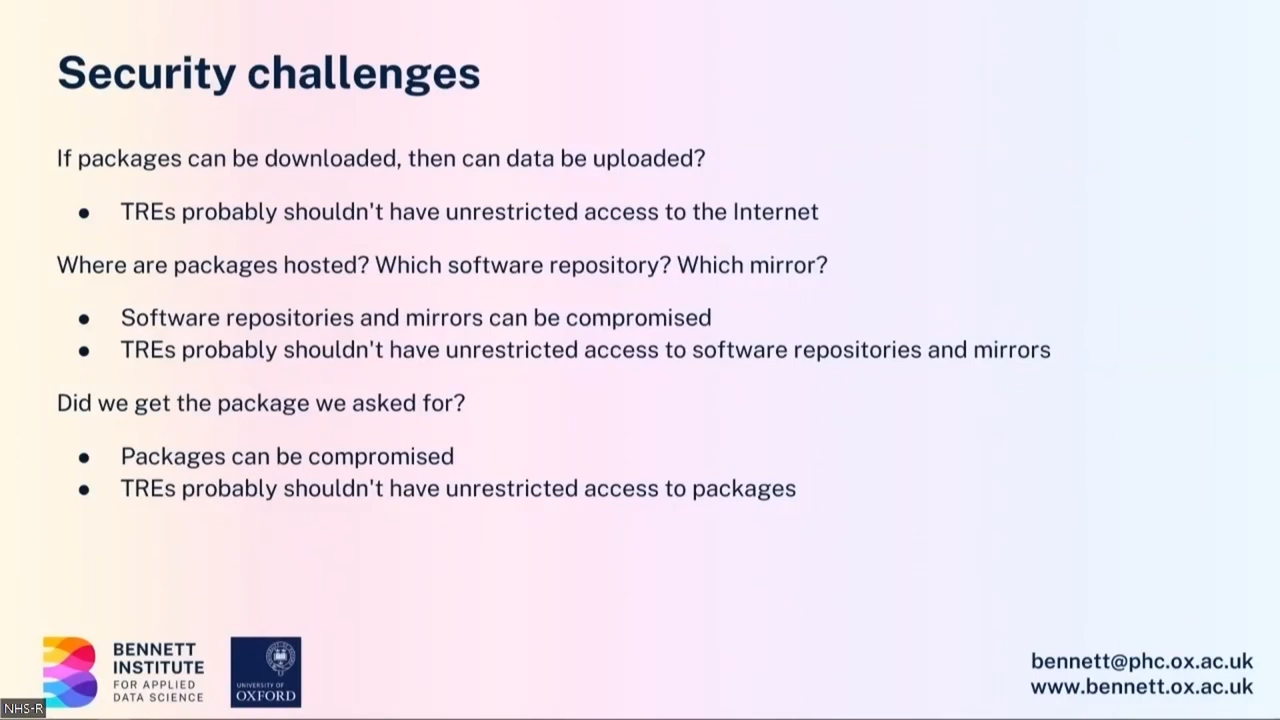 Security challenges
If packages can be downloaded, then can data be uploaded?
● TREs probably shouldn't have unrestricted access to the Internet
Where are packages hosted? Which software repository? Which mirror?
● Software repositories and mirrors can be compromised
● TREs probably shouldn't have unrestricted access to software repositories and mirrors
Did we get the package we asked for?
● Packages can be compromised
● TREs probably shouldn't have unrestricted access to packages
BENNETT
INSTITUTE
FOR APPLIED
DATA SCIENCE
UNIVERSITY OF
OXFORD
bennett@phc.ox.ac.uk
www.bennett.ox.ac.uk
NHS-R